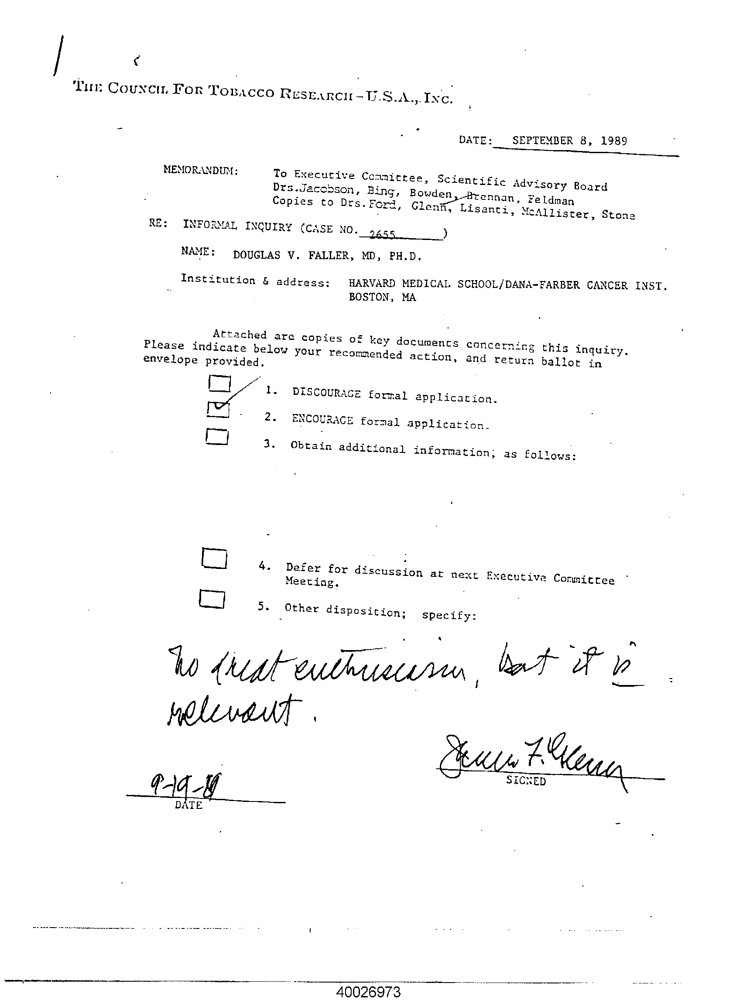 THE COUNCIL FOR TOBACCO RESEARCH-U.S.A., INC.
DATE: SEPTEMBER 8, 1989
MEMORANDUM: To Executive Committee, Scientific Advisory Board
Drs.Jacobson, Bing, Bowden, Brennan, Feldman
Copies to Drs.Ford, Glenn, Lisanti, McAllister, Stone
RE: INFORMAL INQUIRY (CASE NO. 2655 )
NAME: DOUGLAS V. FALLER, MD, PH.D.
Institution & address: HARVARD MEDICAL SCHOOL/DANA-FARBER CANCER INST.
BOSTON, MA
Attached are copies of key documents concerning this inquiry.
Please indicate below your recommended action, and return ballot in
envelope provided.
1. DISCOURAGE formal application.
2. ENCOURAGE formal application.
3. Obtain additional information; as follows:
4. Defer for discussion at next Executive Committee
Meeting.
5. Other disposition; specify:
No great enthusiasm, but it is
relevant.
James F. Glenn
SIGNED
9-19-89
DATE
40026973